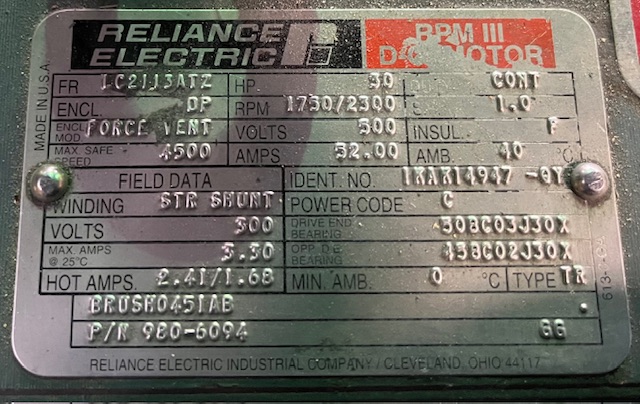 RELIANCE ELECTRIC
RPM III
D-C MOTOR
MADE IN U.S.A.
FR LC2113ATZ HP 30 CONT
ENCL DP RPM 1750/2300 1.0
ENCL MOD. FORCE VENT VOLTS 500 INSUL. F
MAX. SAFE SPEED 4500 AMPS 52.00 AMB. 40 °C
FIELD DATA IDENT. NO.
WINDING STR SHUNT POWER CODE C
VOLTS 300 DRIVE END BEARING
MAX. AMPS @ 25°C 3.30 OPP. D.E. BEARING
HOT AMPS. 2.41/1.68 MIN. AMB. 0 °C TYPE TR
BRUSH0451AB
P/N 980-6094 GG
RELIANCE ELECTRIC INDUSTRIAL COMPANY / CLEVELAND, OHIO 44117